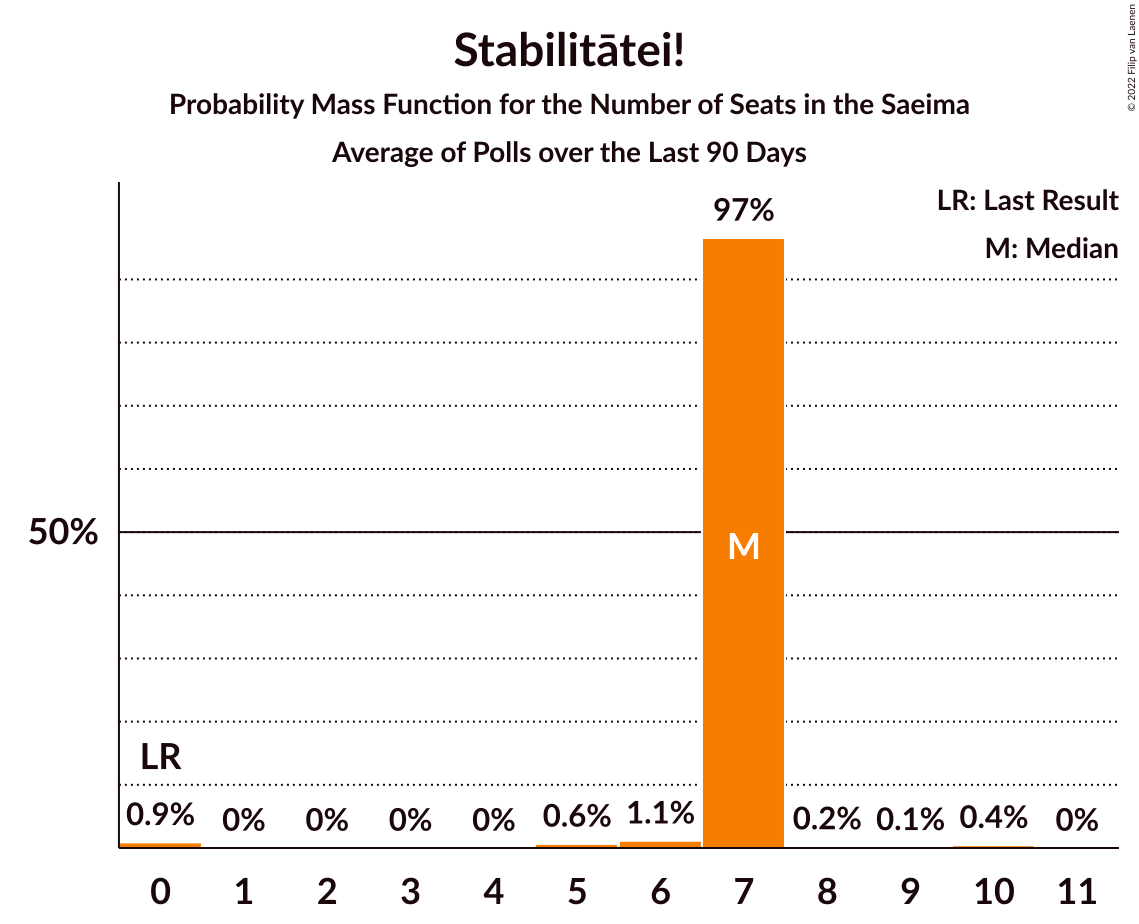 Stabilitātei!
Probability Mass Function for the Number of Seats in the Saeima
Average of Polls over the Last 90 Days
© 2022 Filip van Laenen
LR: Last Result
M: Median
97%
50%
M
LR
0.9% 0% 0% 0% 0% 0.6% 1.1% 0.2% 0.1% 0.4% 0%
0 1 2 3 4 5 6 7 8 9 10 11